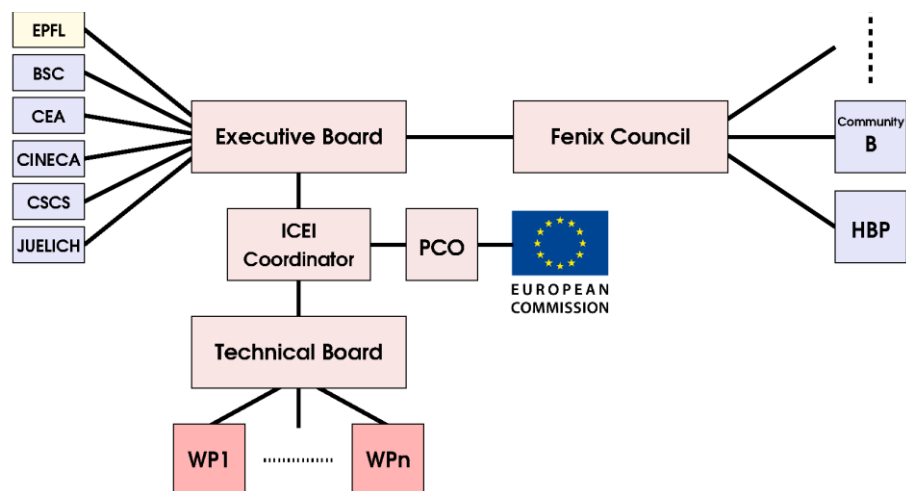 EPFL
BSC
CEA
CINECA
CSCS
JUELICH
Executive Board
Fenix Council
Community
B
HBP
ICEI
Coordinator
PCO
EUROPEAN
COMMISSION
Technical Board
WP1
WPn